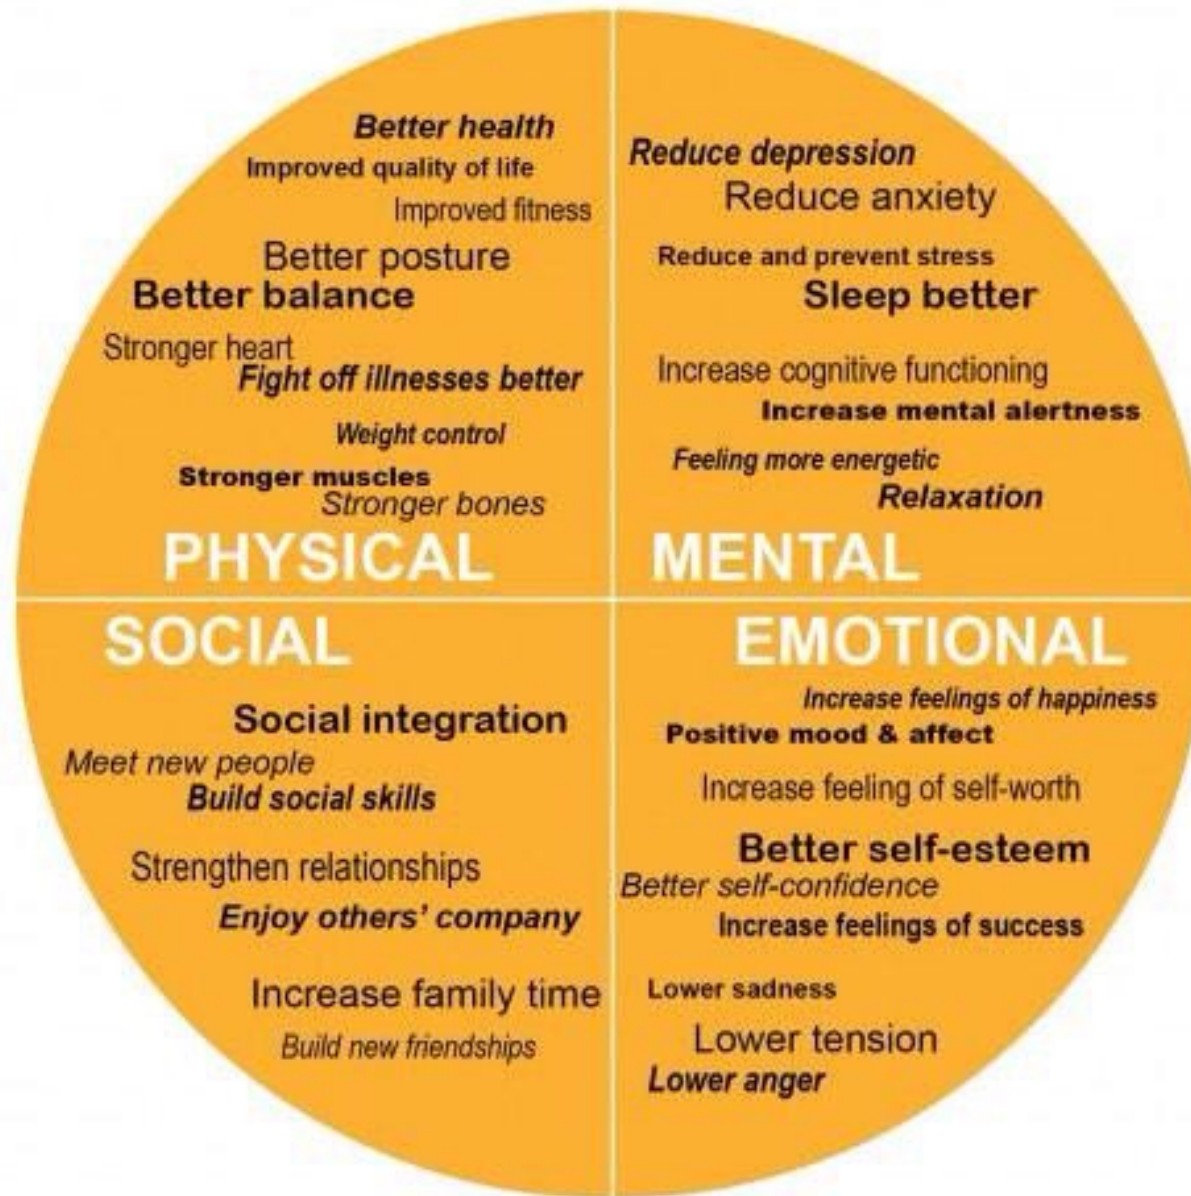 Better health
Improved quality of life
Improved fitness
Better posture
Better balance
Stronger heart
Fight off illnesses better
Weight control
Stronger muscles
Stronger bones
PHYSICAL
Reduce depression
Reduce anxiety
Reduce and prevent stress
Sleep better
Increase cognitive functioning
Increase mental alertness
Feeling more energetic
Relaxation
MENTAL
SOCIAL
Social integration
Meet new people
Build social skills
Strengthen relationships
Enjoy others’ company
Increase family time
Build new friendships
EMOTIONAL
Increase feelings of happiness
Positive mood & affect
Increase feeling of self-worth
Better self-esteem
Better self-confidence
Increase feelings of success
Lower sadness
Lower tension
Lower anger